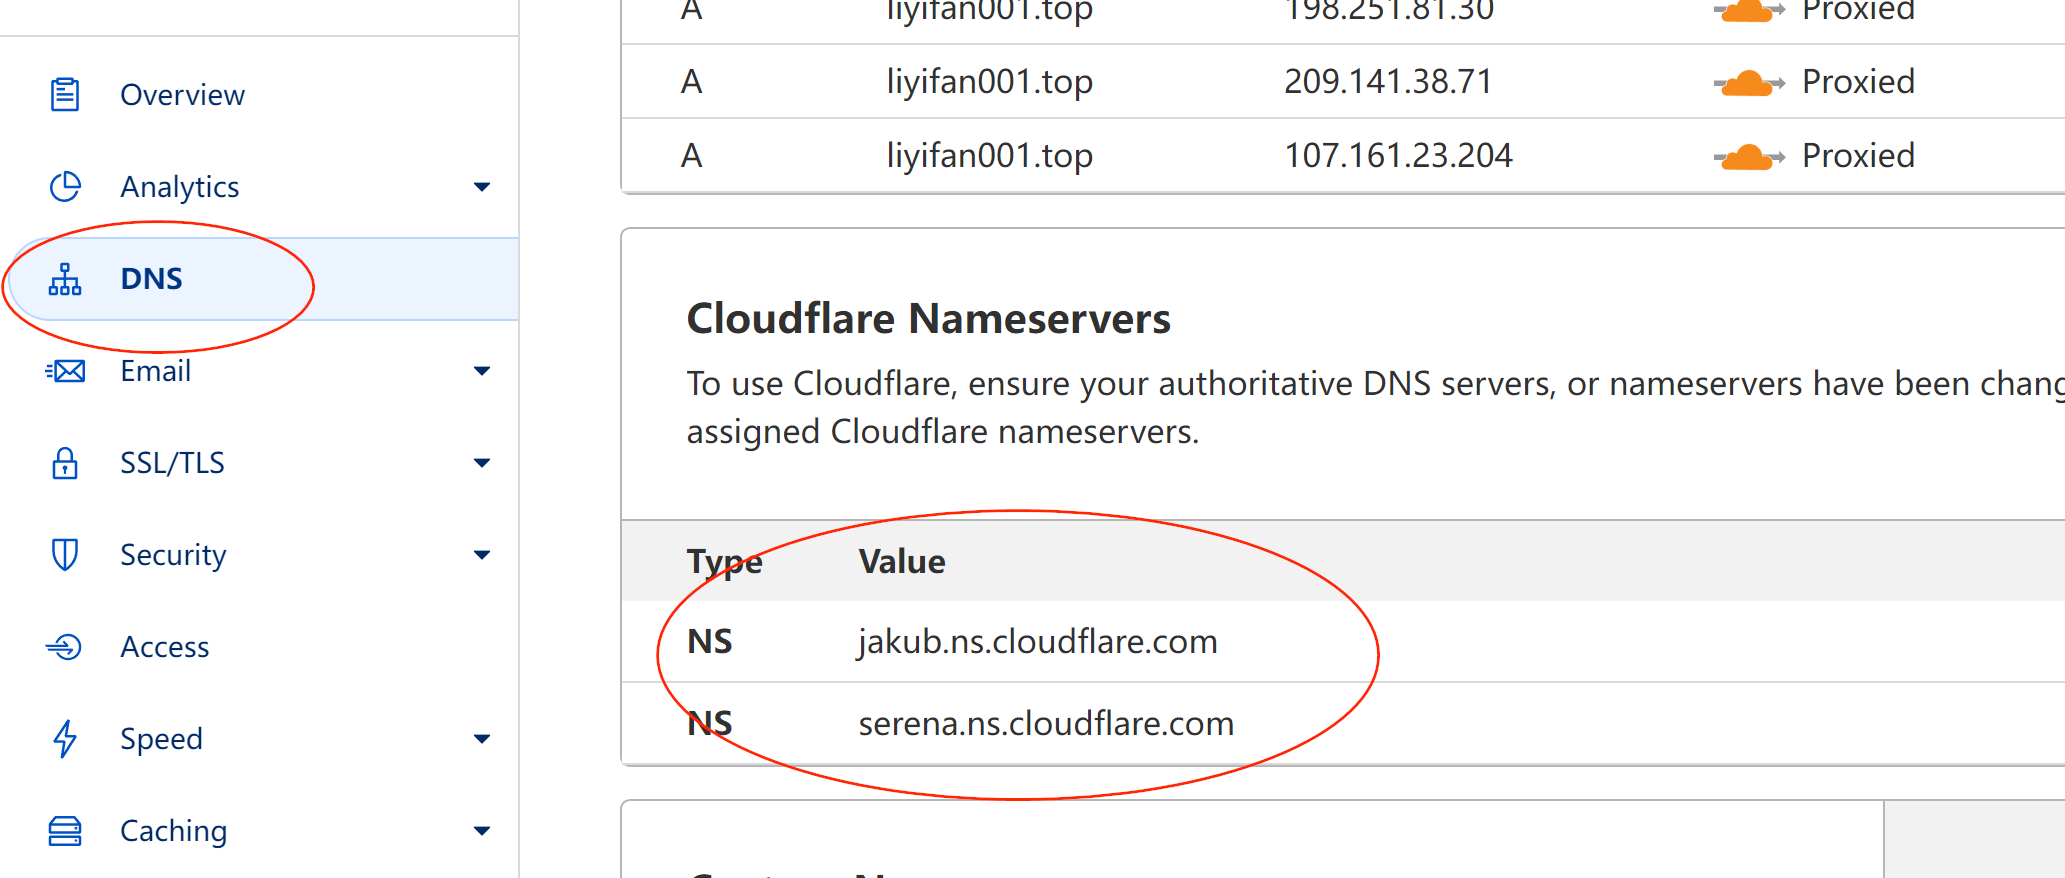 A liyifan001.top 198.251.81.30 Proxied
A liyifan001.top 209.141.38.71 Proxied
A liyifan001.top 107.161.23.204 Proxied
Overview
Analytics
DNS
Email
SSL/TLS
Security
Access
Speed
Caching
Cloudflare Nameservers
To use Cloudflare, ensure your authoritative DNS servers, or nameservers have been chang
assigned Cloudflare nameservers.
Type Value
NS jakub.ns.cloudflare.com
NS serena.ns.cloudflare.com